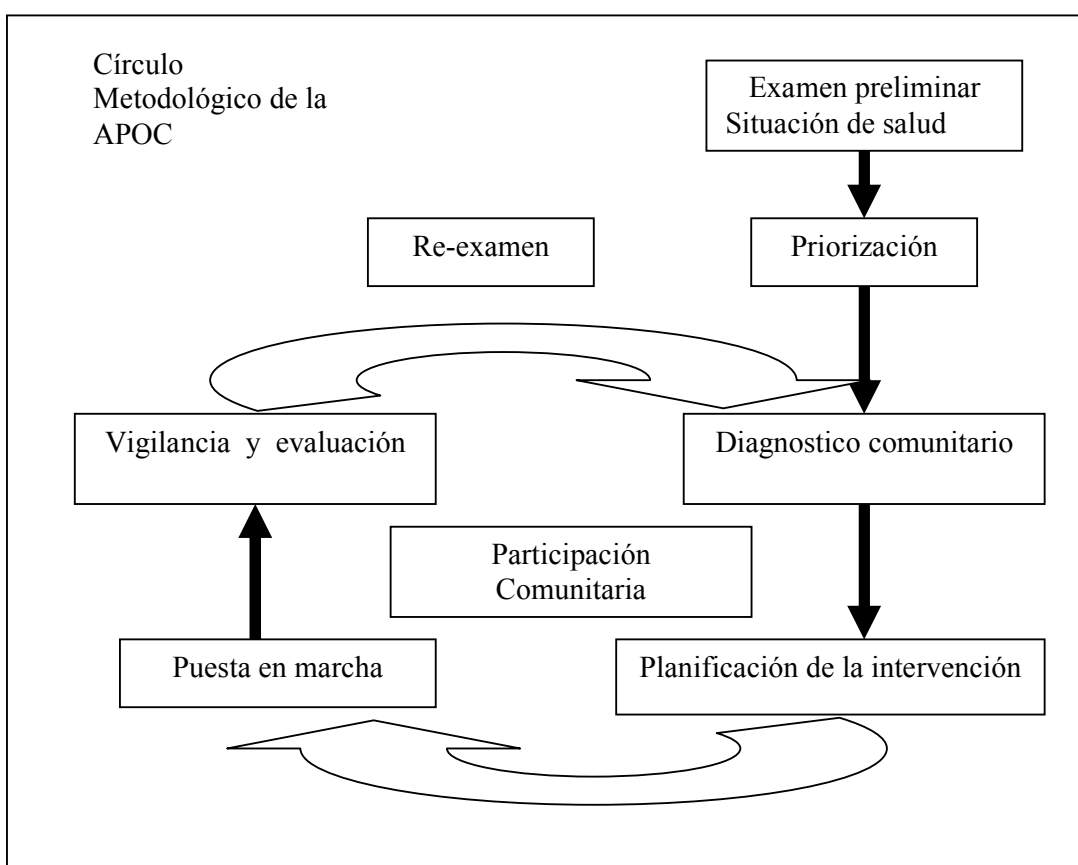 Círculo
Metodológico de la
APOC
Examen preliminar
Situación de salud
Re-examen
Priorización
Vigilancia y evaluación
Diagnostico comunitario
Participación
Comunitaria
Puesta en marcha
Planificación de la intervención